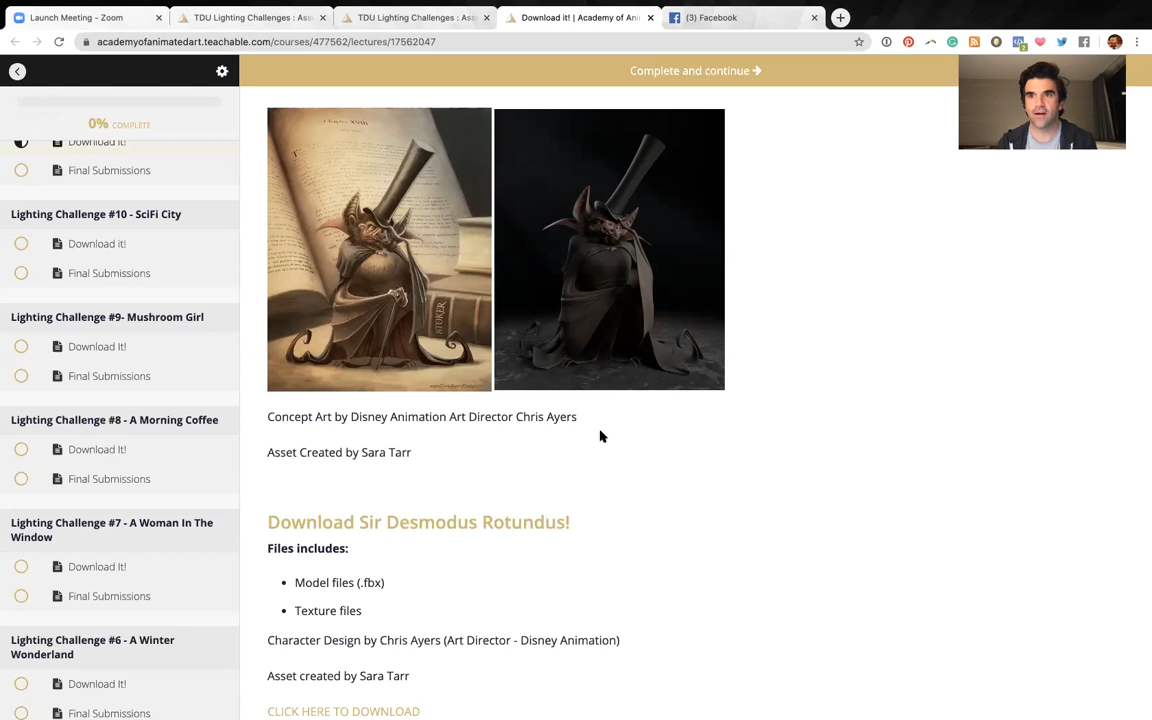 Launch Meeting - Zoom
TDU Lighting Challenges : Ass
TDU Lighting Challenges : Ass
Download it! | Academy of Ani
(3) Facebook
academyofanimatedart.teachable.com/courses/477562/lectures/17562047
Complete and continue
0% COMPLETE
Download It!
Final Submissions
Lighting Challenge #10 - SciFi City
Download it!
Final Submissions
Lighting Challenge #9- Mushroom Girl
Download It!
Final Submissions
Lighting Challenge #8 - A Morning Coffee
Download It!
Final Submissions
Lighting Challenge #7 - A Woman In The
Window
Download It!
Final Submissions
Lighting Challenge #6 - A Winter
Wonderland
Download It!
Final Submissions
Chapter XVIII
STOKER
Concept Art by Disney Animation Art Director Chris Ayers
Asset Created by Sara Tarr
Download Sir Desmodus Rotundus!
Files includes:
• Model files (.fbx)
• Texture files
Character Design by Chris Ayers (Art Director - Disney Animation)
Asset created by Sara Tarr
CLICK HERE TO DOWNLOAD